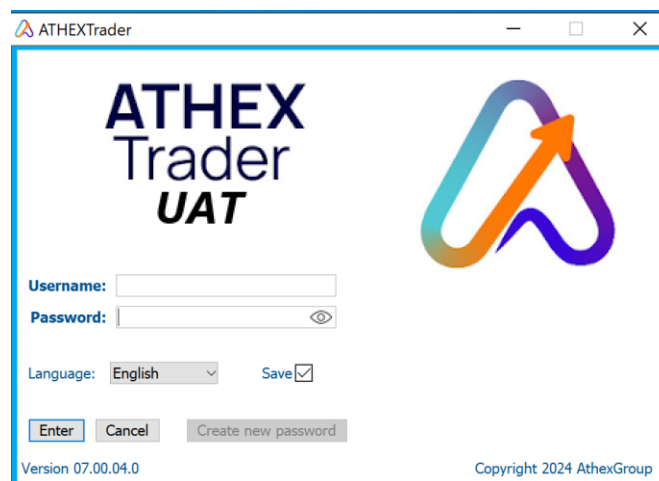 ATHEXTrader
ATHEX
Trader
UAT
Username:
Password:
Language: English Save
Enter Cancel Create new password
Version 07.00.04.0 Copyright 2024 AthexGroup